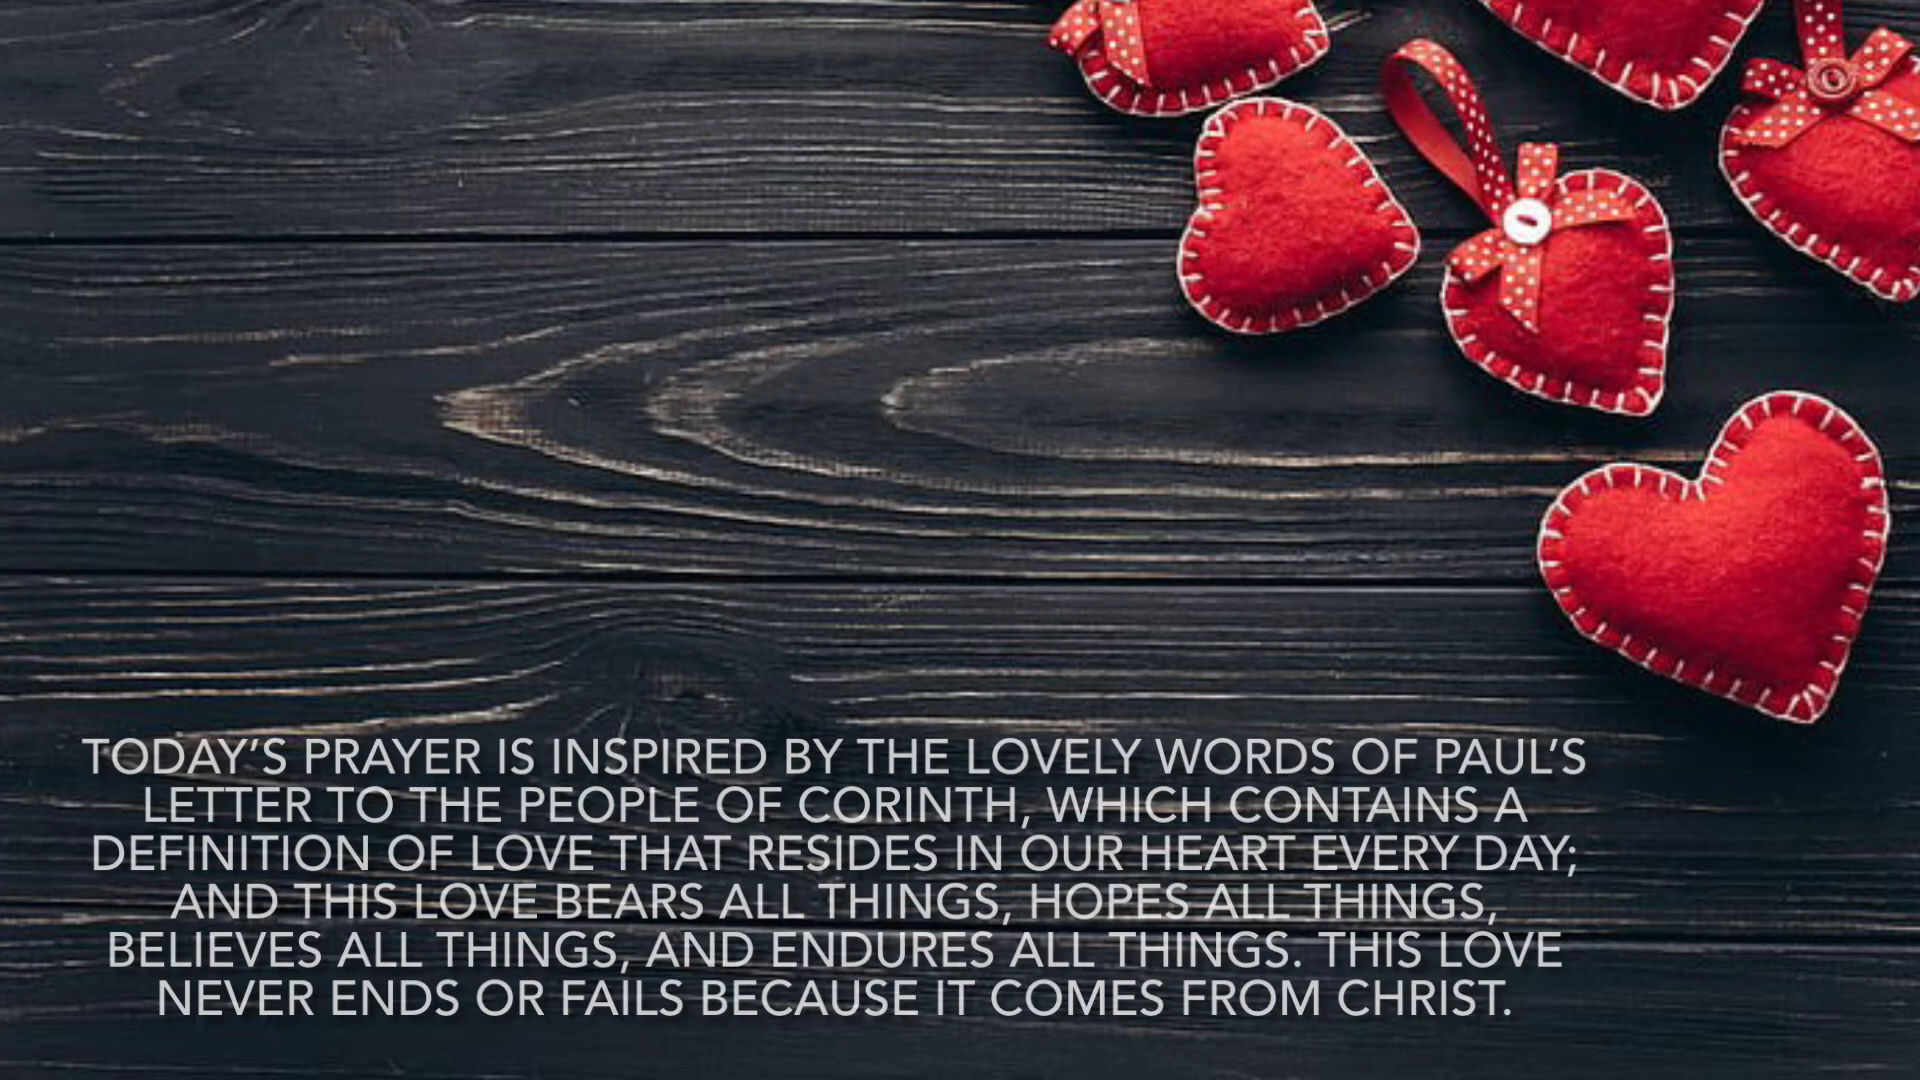 TODAY’S PRAYER IS INSPIRED BY THE LOVELY WORDS OF PAUL’S
LETTER TO THE PEOPLE OF CORINTH, WHICH CONTAINS A
DEFINITION OF LOVE THAT RESIDES IN OUR HEART EVERY DAY;
AND THIS LOVE BEARS ALL THINGS, HOPES ALL THINGS,
BELIEVES ALL THINGS, AND ENDURES ALL THINGS. THIS LOVE
NEVER ENDS OR FAILS BECAUSE IT COMES FROM CHRIST.